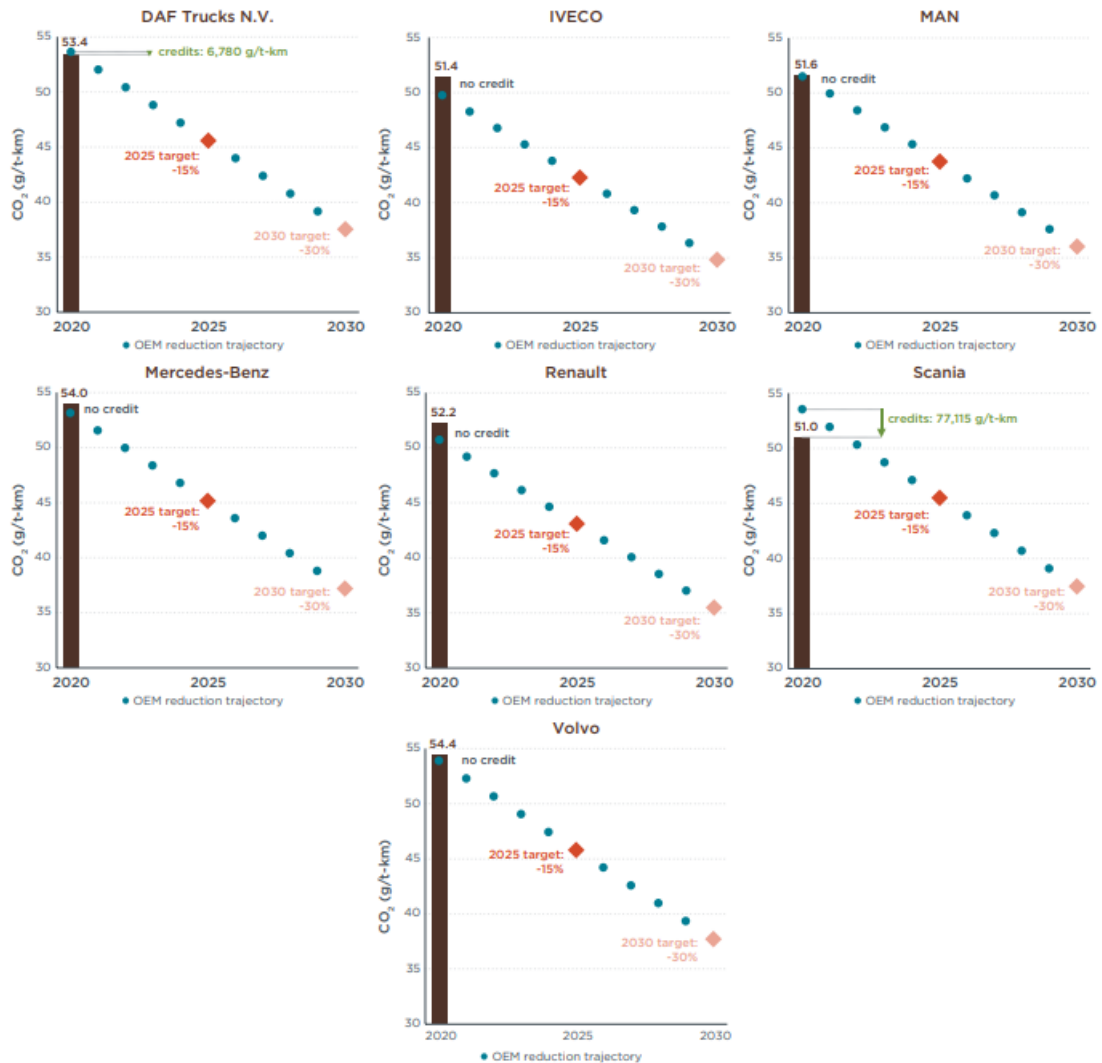 DAF Trucks N.V.
55
50
45
40
35
30
CO₂ (g/t-km)
53.4
credits: 6,780 g/t-km
2025 target:
-15%
2030 target:
-30%
2020
2025
2030
OEM reduction trajectory
IVECO
55
50
45
40
35
30
CO₂ (g/t-km)
51.4
no credit
2025 target:
-15%
2030 target:
-30%
2020
2025
2030
OEM reduction trajectory
MAN
55
50
45
40
35
30
CO₂ (g/t-km)
51.6
no credit
2025 target:
-15%
2030 target:
-30%
2020
2025
2030
OEM reduction trajectory
Mercedes-Benz
55
50
45
40
35
30
CO₂ (g/t-km)
54.0
no credit
2025 target:
-15%
2030 target:
-30%
2020
2025
2030
OEM reduction trajectory
Renault
55
50
45
40
35
30
CO₂ (g/t-km)
52.2
no credit
2025 target:
-15%
2030 target:
-30%
2020
2025
2030
OEM reduction trajectory
Scania
55
50
45
40
35
30
CO₂ (g/t-km)
51.0
credits: 77,115 g/t-km
2025 target:
-15%
2030 target:
-30%
2020
2025
2030
OEM reduction trajectory
Volvo
55
50
45
40
35
30
CO₂ (g/t-km)
54.4
no credit
2025 target:
-15%
2030 target:
-30%
2020
2025
2030
OEM reduction trajectory